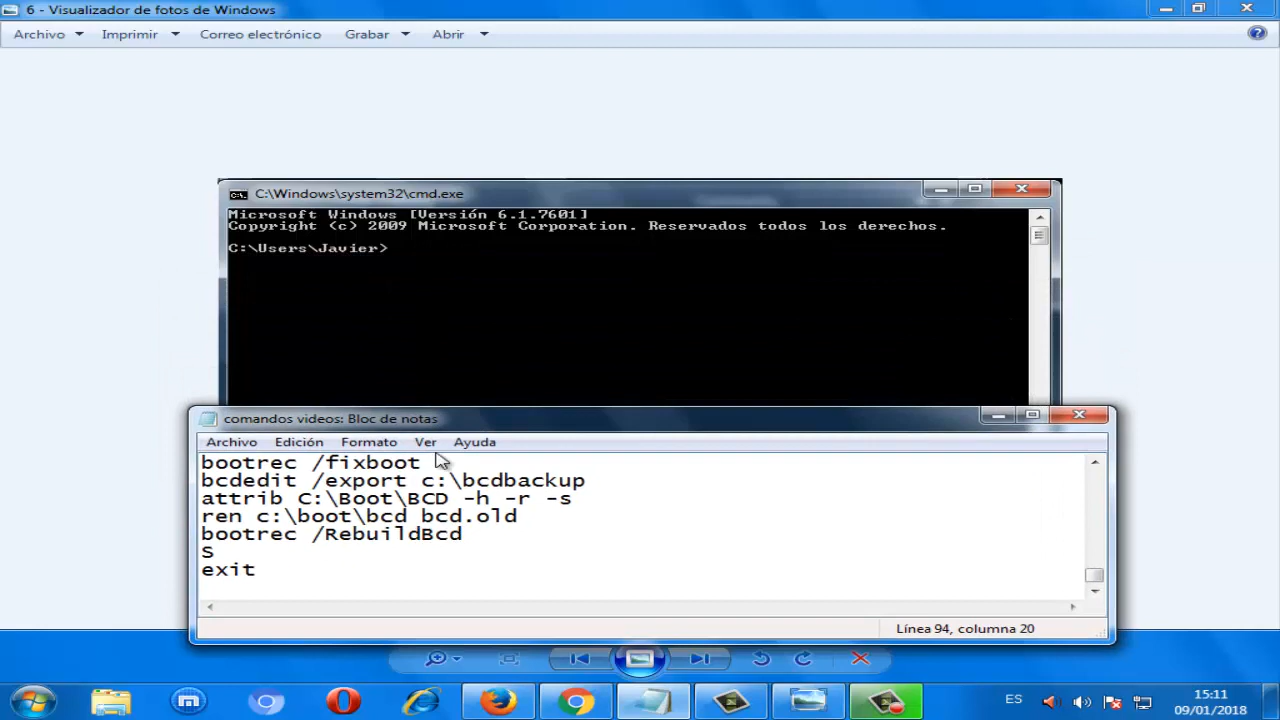 6 - Visualizador de fotos de Windows
Archivo Imprimir Correo electrónico Grabar Abrir
C:\Windows\system32\cmd.exe
Microsoft Windows [Versión 6.1.7601]
Copyright (c) 2009 Microsoft Corporation. Reservados todos los derechos.
C:\Users\Javier>
comandos videos: Bloc de notas
Archivo Edición Formato Ver Ayuda
bootrec /fixboot
bcdedit /export c:\bcdbackup
attrib C:\Boot\BCD -h -r -s
ren c:\boot\bcd bcd.old
bootrec /RebuildBcd
S
exit
Línea 94, columna 20
ES
15:11
09/01/2018